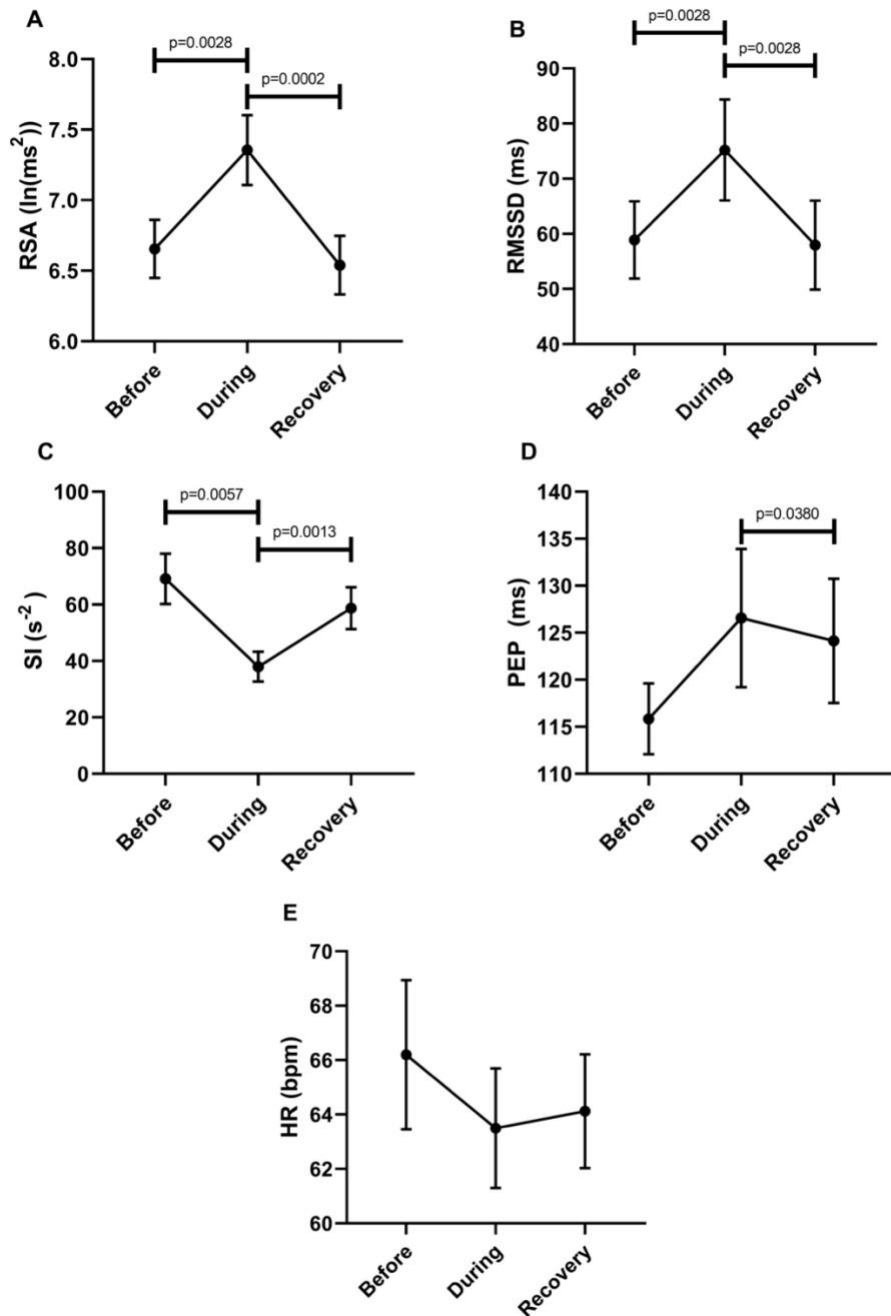 A
p=0.0028
p=0.0002
8.0
7.5
7.0
6.5
6.0
RSA (ln(ms²))
Before
During
Recovery
B
p=0.0028
p=0.0028
90
80
70
60
50
40
RMSSD (ms)
Before
During
Recovery
C
p=0.0057
p=0.0013
100
80
60
40
20
0
SI (s⁻²)
Before
During
Recovery
D
p=0.0380
140
135
130
125
120
115
110
PEP (ms)
Before
During
Recovery
E
70
68
66
64
62
60
HR (bpm)
Before
During
Recovery